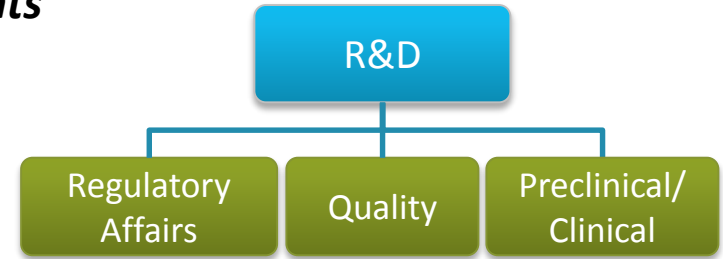 R&D
Regulatory
Affairs
Quality
Preclinical/
Clinical